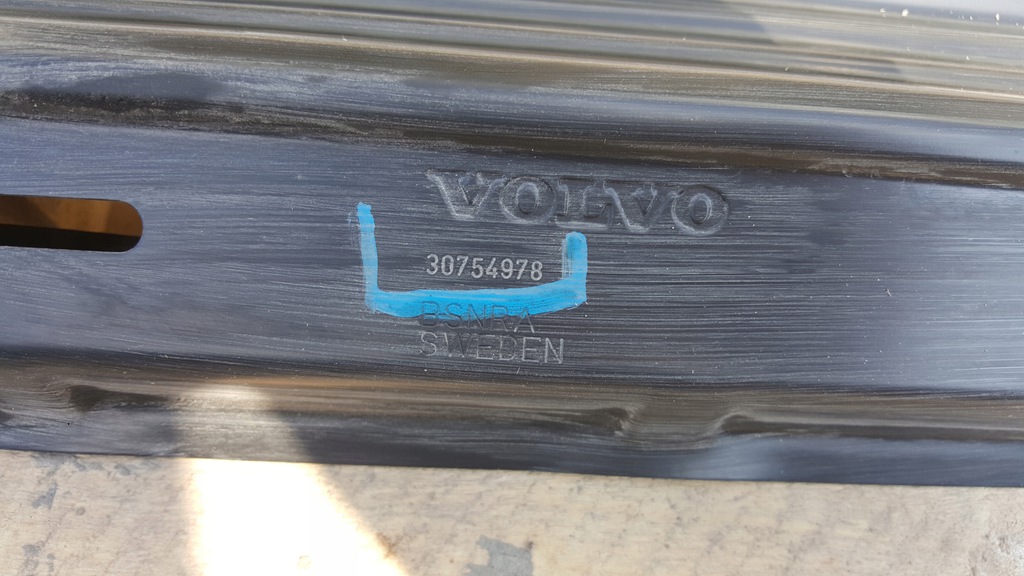 VOLVO
30754978
BSNRA
SWEDEN